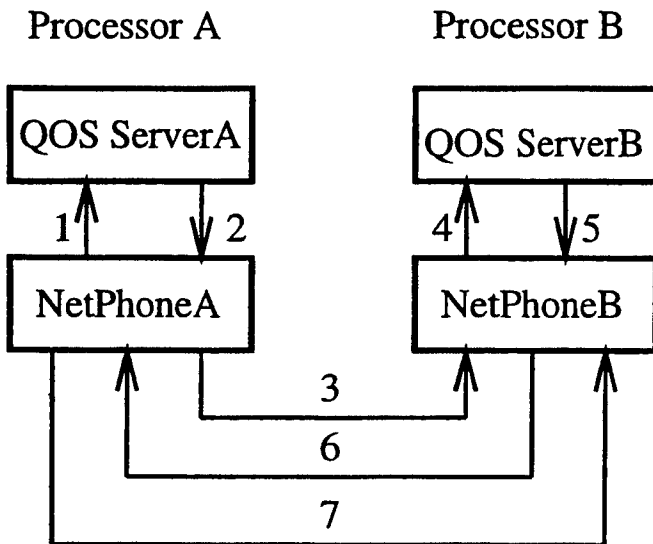 Processor A
Processor B
QOS ServerA
QOS ServerB
1
2
4
5
NetPhoneA
NetPhoneB
3
6
7